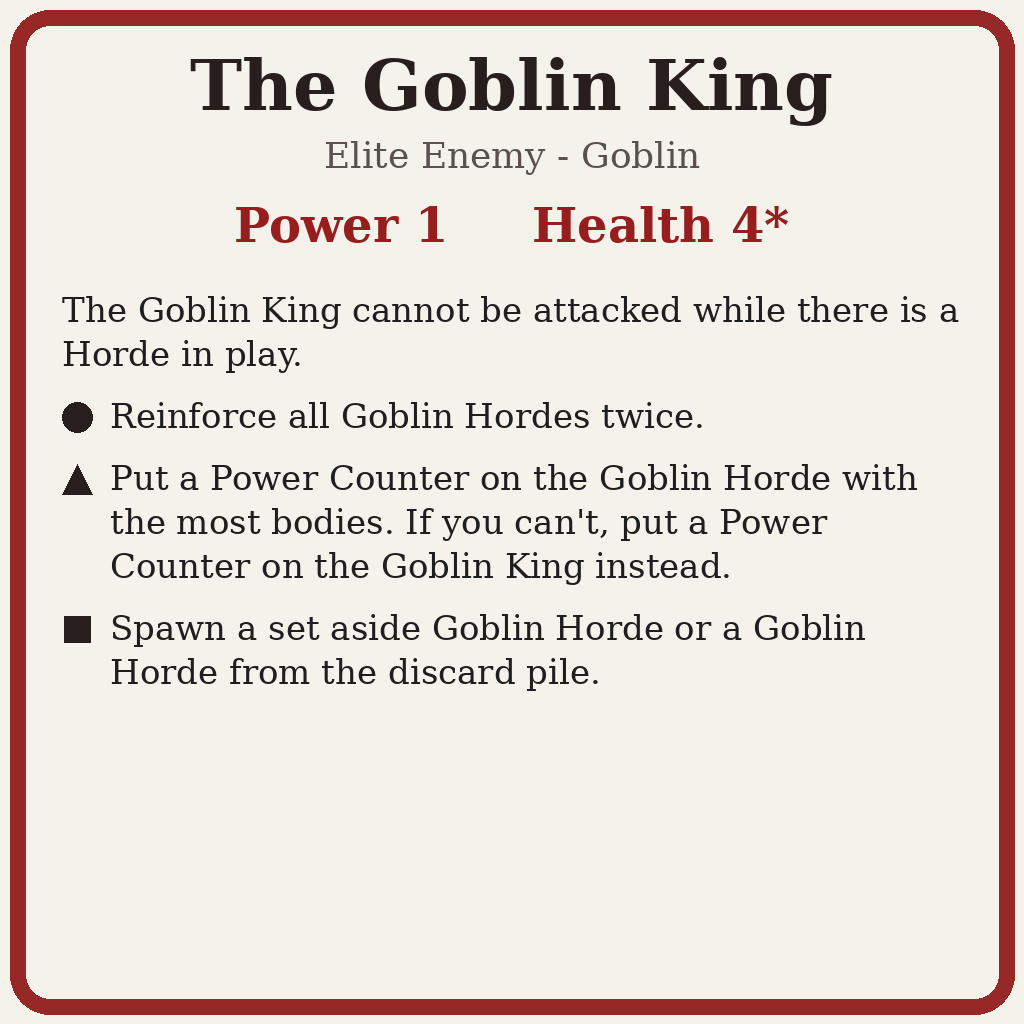 The Goblin King
Elite Enemy - Goblin
Power 1 Health 4*
The Goblin King cannot be attacked while there is a
Horde in play.
Reinforce all Goblin Hordes twice.
Put a Power Counter on the Goblin Horde with
the most bodies. If you can't, put a Power
Counter on the Goblin King instead.
Spawn a set aside Goblin Horde or a Goblin
Horde from the discard pile.